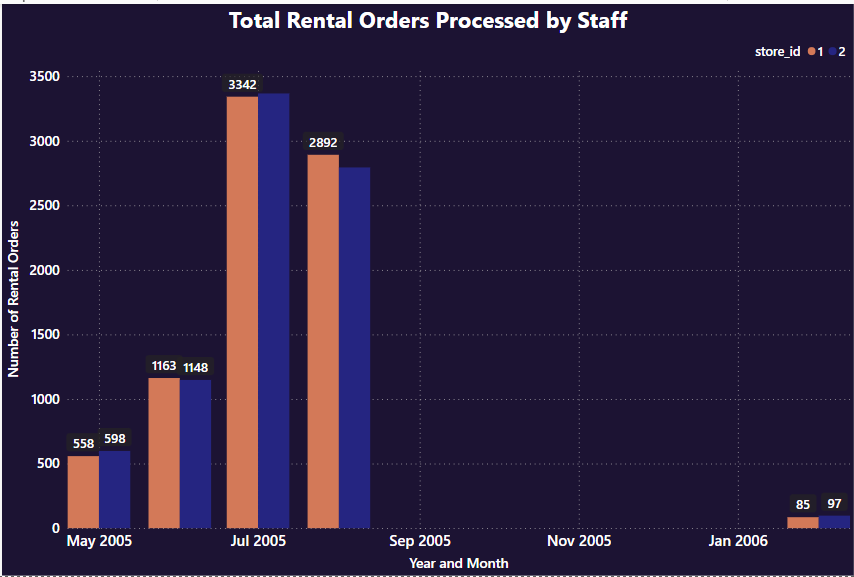 Total Rental Orders Processed by Staff
store_id 1 2
3500
3000
2500
2000
1500
1000
500
0
Number of Rental Orders
558
598
1163
1148
3342
2892
85
97
May 2005
Jul 2005
Sep 2005
Nov 2005
Jan 2006
Year and Month